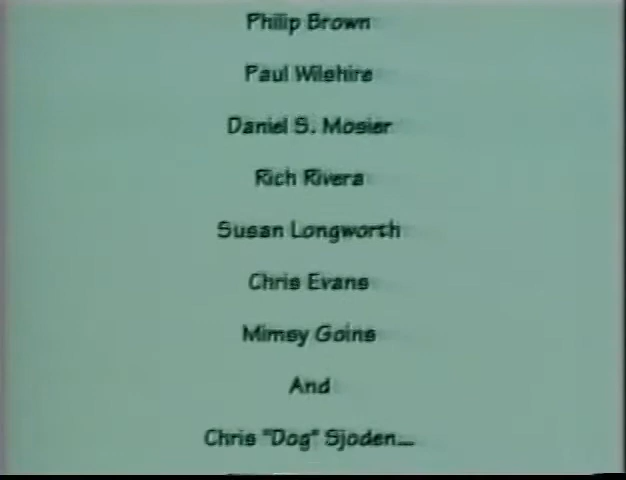 Philip Brown
Paul Wilshire
Daniel S. Mosier
Rich Rivera
Susan Longworth
Chris Evans
Mimsy Goins
And
Chris "Dog" Sjoden...